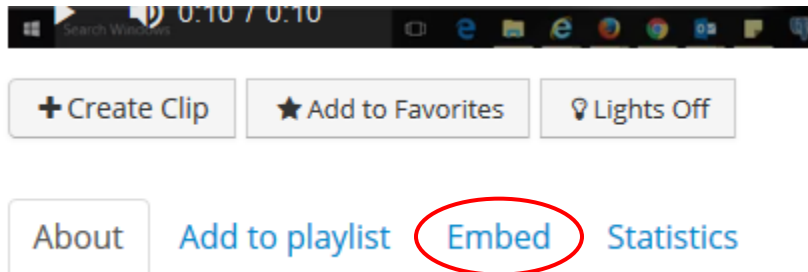 0:10 / 0:10
Search Windows
Create Clip Add to Favorites Lights Off
About Add to playlist Embed Statistics